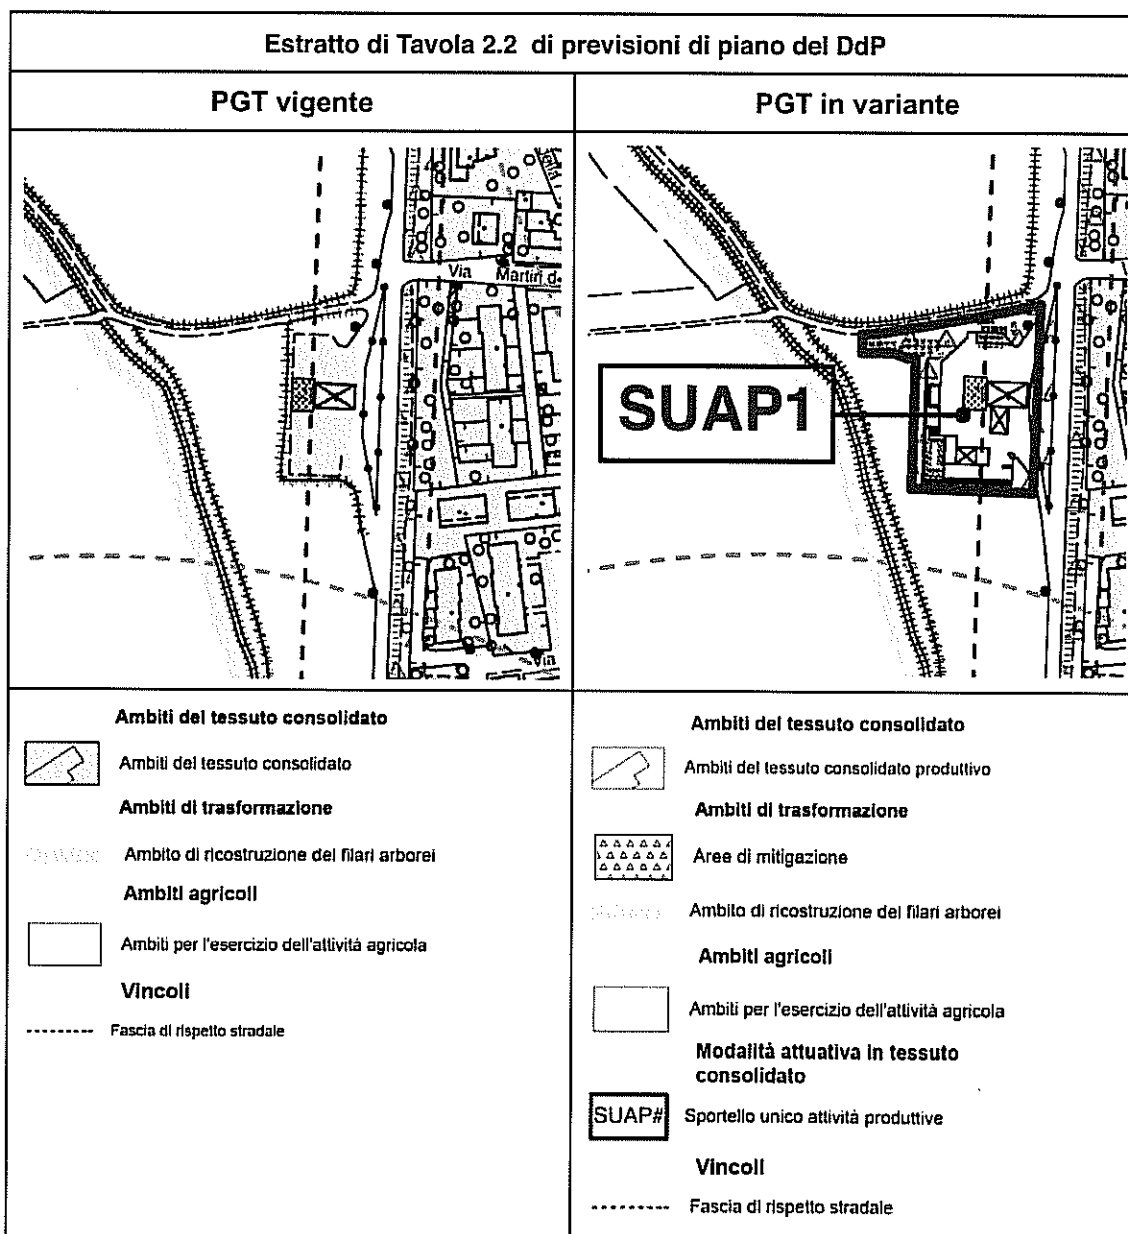 Estratto di Tavola 2.2 di previsioni di piano del DdP
PGT vigente
PGT in variante
Via Martiri d
Via
SUAP1
Ambiti del tessuto consolidato
Ambiti del tessuto consolidato
Ambiti di trasformazione
Ambito di ricostruzione dei filari arborei
Ambiti agricoli
Ambiti per l'esercizio dell'attività agricola
Vincoli
Fascia di rispetto stradale
Ambiti del tessuto consolidato
Ambiti del tessuto consolidato produttivo
Ambiti di trasformazione
Aree di mitigazione
Ambito di ricostruzione dei filari arborei
Ambiti agricoli
Ambiti per l'esercizio dell'attività agricola
Modalità attuativa in tessuto
consolidato
SUAP#
Sportello unico attività produttive
Vincoli
Fascia di rispetto stradale